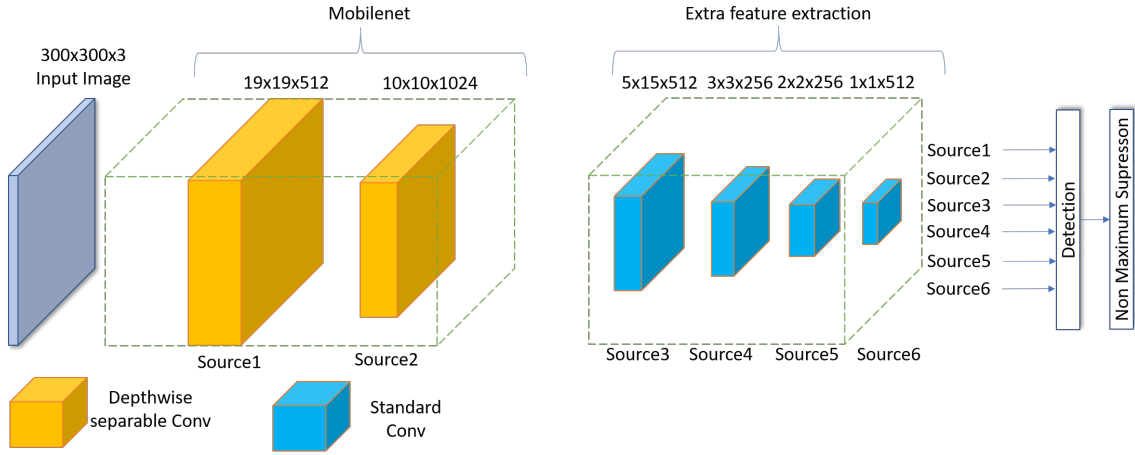 Mobilenet
Extra feature extraction
300x300x3
Input Image
19x19x512
10x10x1024
5x15x512
3x3x256
2x2x256
1x1x512
Source1
Source2
Source3
Source4
Source5
Source6
Detection
Non Maximum Supresson
Source1
Source2
Source3
Source4
Source5
Source6
Depthwise
separable Conv
Standard
Conv